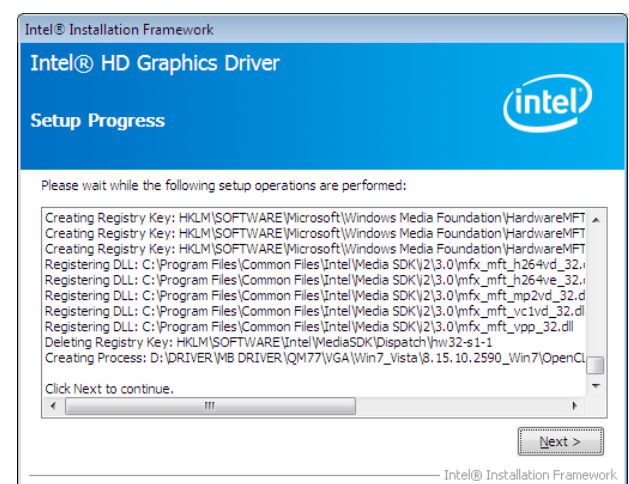 Intel® Installation Framework
Intel® HD Graphics Driver
intel
Setup Progress
Please wait while the following setup operations are performed:
Creating Registry Key: HKLM\SOFTWARE\Microsoft\Windows Media Foundation\HardwareMFT
Creating Registry Key: HKLM\SOFTWARE\Microsoft\Windows Media Foundation\HardwareMFT
Creating Registry Key: HKLM\SOFTWARE\Microsoft\Windows Media Foundation\HardwareMFT
Registering DLL: C:\Program Files\Common Files\Intel\Media SDK\i2\3.0\mfx_mft_h264vd_32.
Registering DLL: C:\Program Files\Common Files\Intel\Media SDK\i2\3.0\mfx_mft_h264ve_32.
Registering DLL: C:\Program Files\Common Files\Intel\Media SDK\i2\3.0\mfx_mft_mp2vd_32.d
Registering DLL: C:\Program Files\Common Files\Intel\Media SDK\i2\3.0\mfx_mft_vc1vd_32.dl
Registering DLL: C:\Program Files\Common Files\Intel\Media SDK\i2\3.0\mfx_mft_vpp_32.dll
Deleting Registry Key: HKLM\SOFTWARE\Intel\MediaSDK\Dispatch\hw32-s1-1
Creating Process: D:\DRIVER\MB DRIVER\QM77\VGA\Win7_Vista\8.15.10.2590_Win7\OpenCL
Click Next to continue.
Next >
Intel® Installation Framework